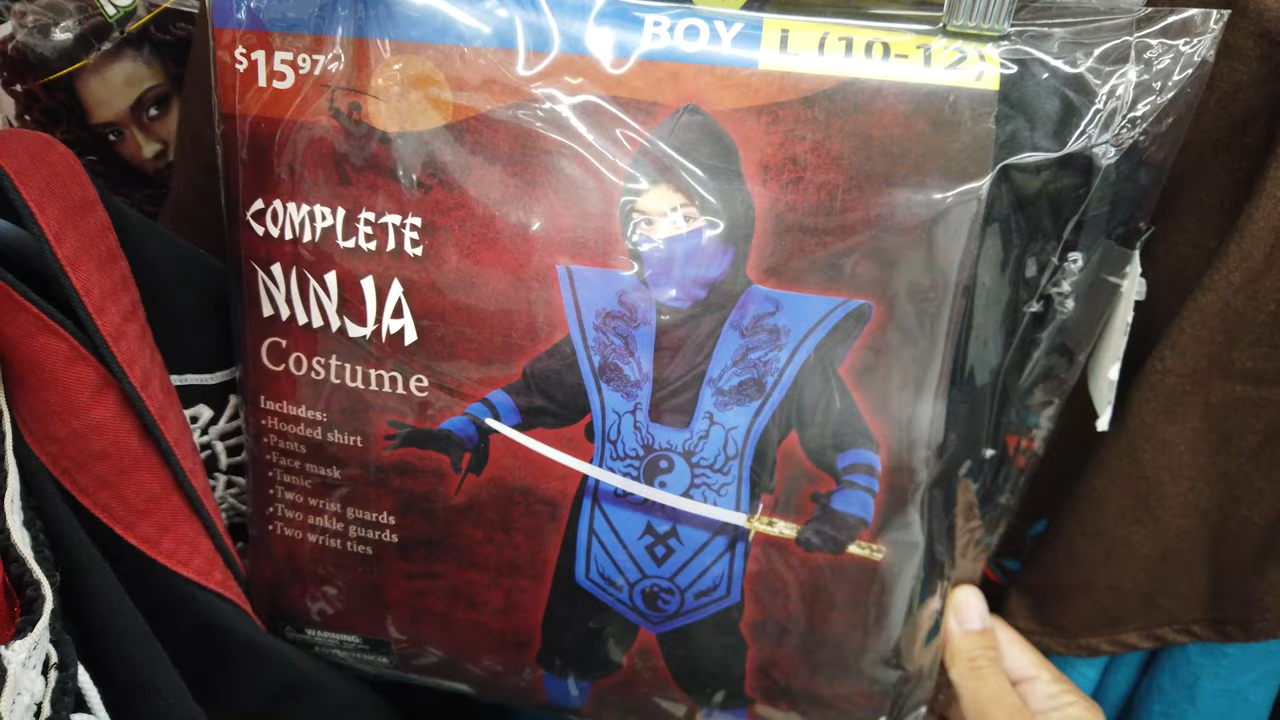 BOY L (10-12)
$15.97
COMPLETE
NINJA
Costume
Includes:
•Hooded shirt
•Pants
•Face mask
•Tunic
•Two wrist guards
•Two ankle guards
•Two wrist ties
WARNING: